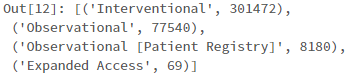 Out[12]: [('Interventional', 301472),
('Observational', 77540),
('Observational [Patient Registry]', 8180),
('Expanded Access', 69)]